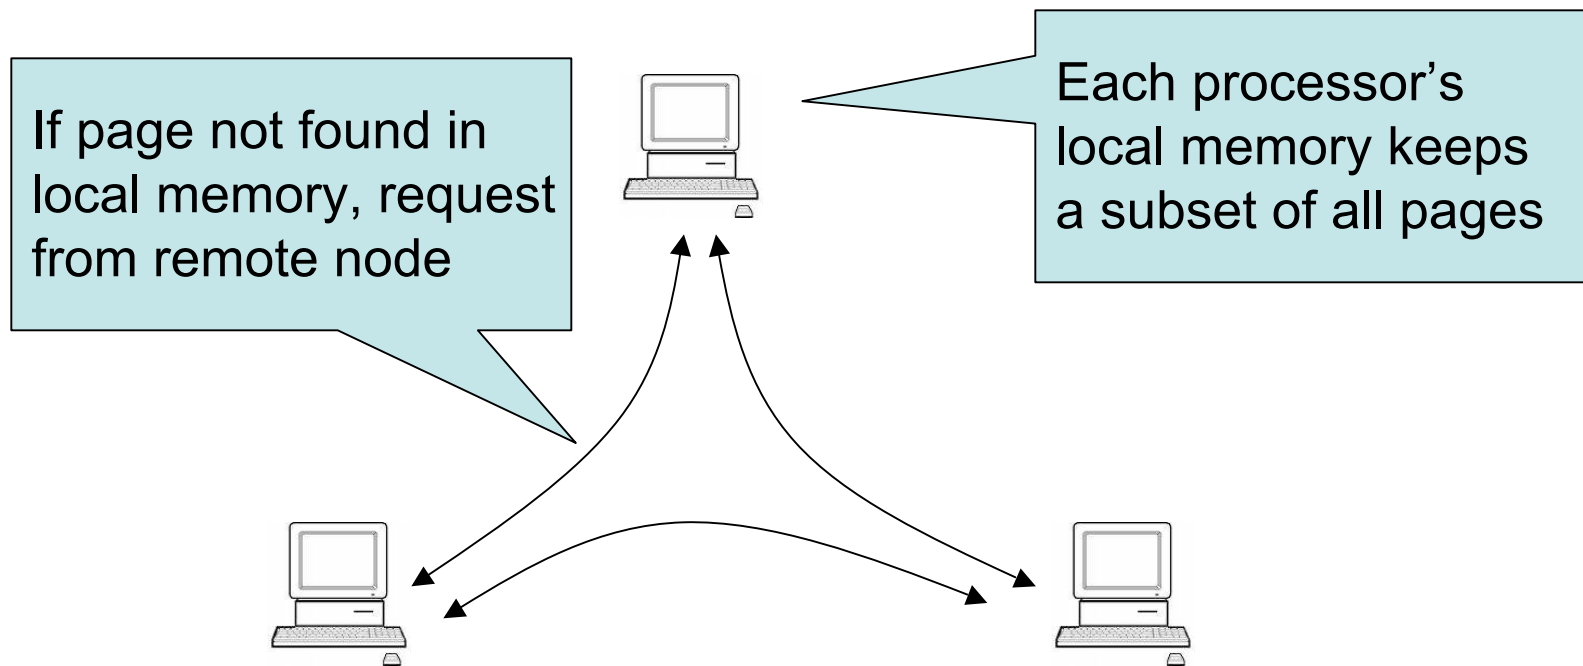 If page not found in
local memory, request
from remote node
Each processor’s
local memory keeps
a subset of all pages